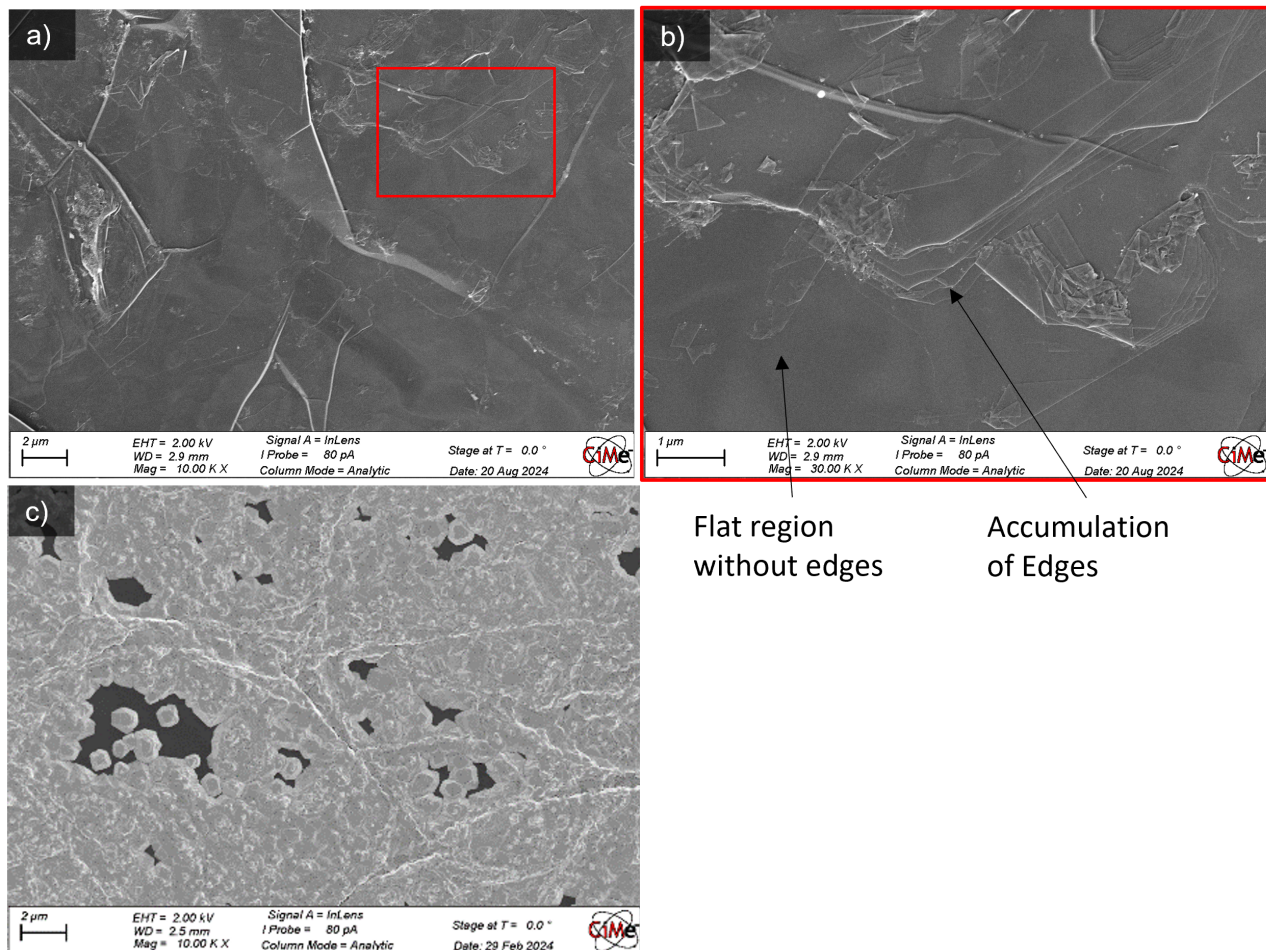 a)
2 µm
EHT = 2.00 kV
WD = 2.9 mm
Mag = 10.00 K X
Signal A = InLens
I Probe = 80 pA
Column Mode = Analytic
Stage at T = 0.0 °
Date: 20 Aug 2024
CiMe
b)
1 µm
EHT = 2.00 kV
WD = 2.9 mm
Mag = 30.00 K X
Signal A = InLens
I Probe = 80 pA
Column Mode = Analytic
Stage at T = 0.0 °
Date: 20 Aug 2024
CiMe
Flat region
without edges
Accumulation
of Edges
c)
2 µm
EHT = 2.00 kV
WD = 2.5 mm
Mag = 10.00 K X
Signal A = InLens
I Probe = 80 pA
Column Mode = Analytic
Stage at T = 0.0 °
Date: 29 Feb 2024
CiMe